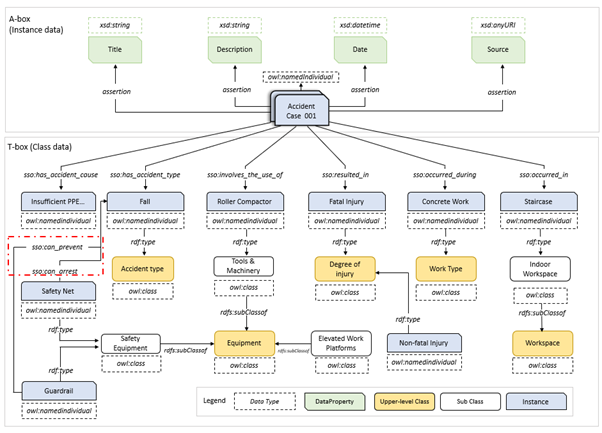 A-box
(Instance data)
xsd:string
xsd:string
xsd:datetime
xsd:anyURI
Title
Description
Date
Source
owl:namedIndividual
assertion
assertion
assertion
assertion
Accident
Case 001
T-box (Class data)
sso:has_accident_cause
sso:has_accident_type
sso:involves_the_use_of
sso:resulted_in
sso:occurred_during
sso:occurred_in
Insufficient PPE...
Fall
Roller Compactor
Fatal Injury
Concrete Work
Staircase
owl:namedindividual
owl:namedindividual
owl:namedindividual
owl:namedindividual
owl:namedindividual
owl:namedindividual
sso:can_prevent
rdf:type
rdf:type
rdf:type
rdf:type
rdf:type
sso:can_arrest
Accident type
Tools &
Machinery
Degree of
injury
Work Type
Indoor
Workspace
owl:class
owl:class
owl:class
owl:class
owl:class
Safety Net
owl:namedindividual
rdf:type
rdfs:subClassof
rdf:type
rdfs:subClassof
Safety
Equipment
rdfs:subClassof
Equipment
rdfs:subClassof
Elevated Work
Platforms
Non-fatal Injury
Workspace
owl:class
owl:class
owl:class
owl:namedindividual
owl:class
rdf:type
Guardrail
owl:namedindividual
Legend
Data Type
DataProperty
Upper-level Class
Sub Class
Instance